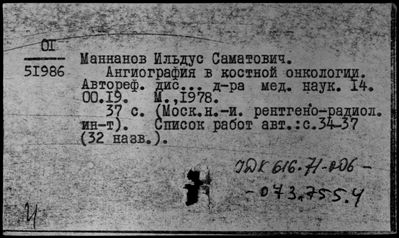 OI
51986
Маннанов Ильдус Саматович.
Ангиография в костной онкологии.
Автореф. дис... д-ра мед. наук. 14.
00.19. М.,1978.
37 с. (Моск.н.-и. рентгено-радиол.
ин-т). Список работ авт.:с.34-37
(32 назв.).
УДК 616.71-006-
-073.755.4